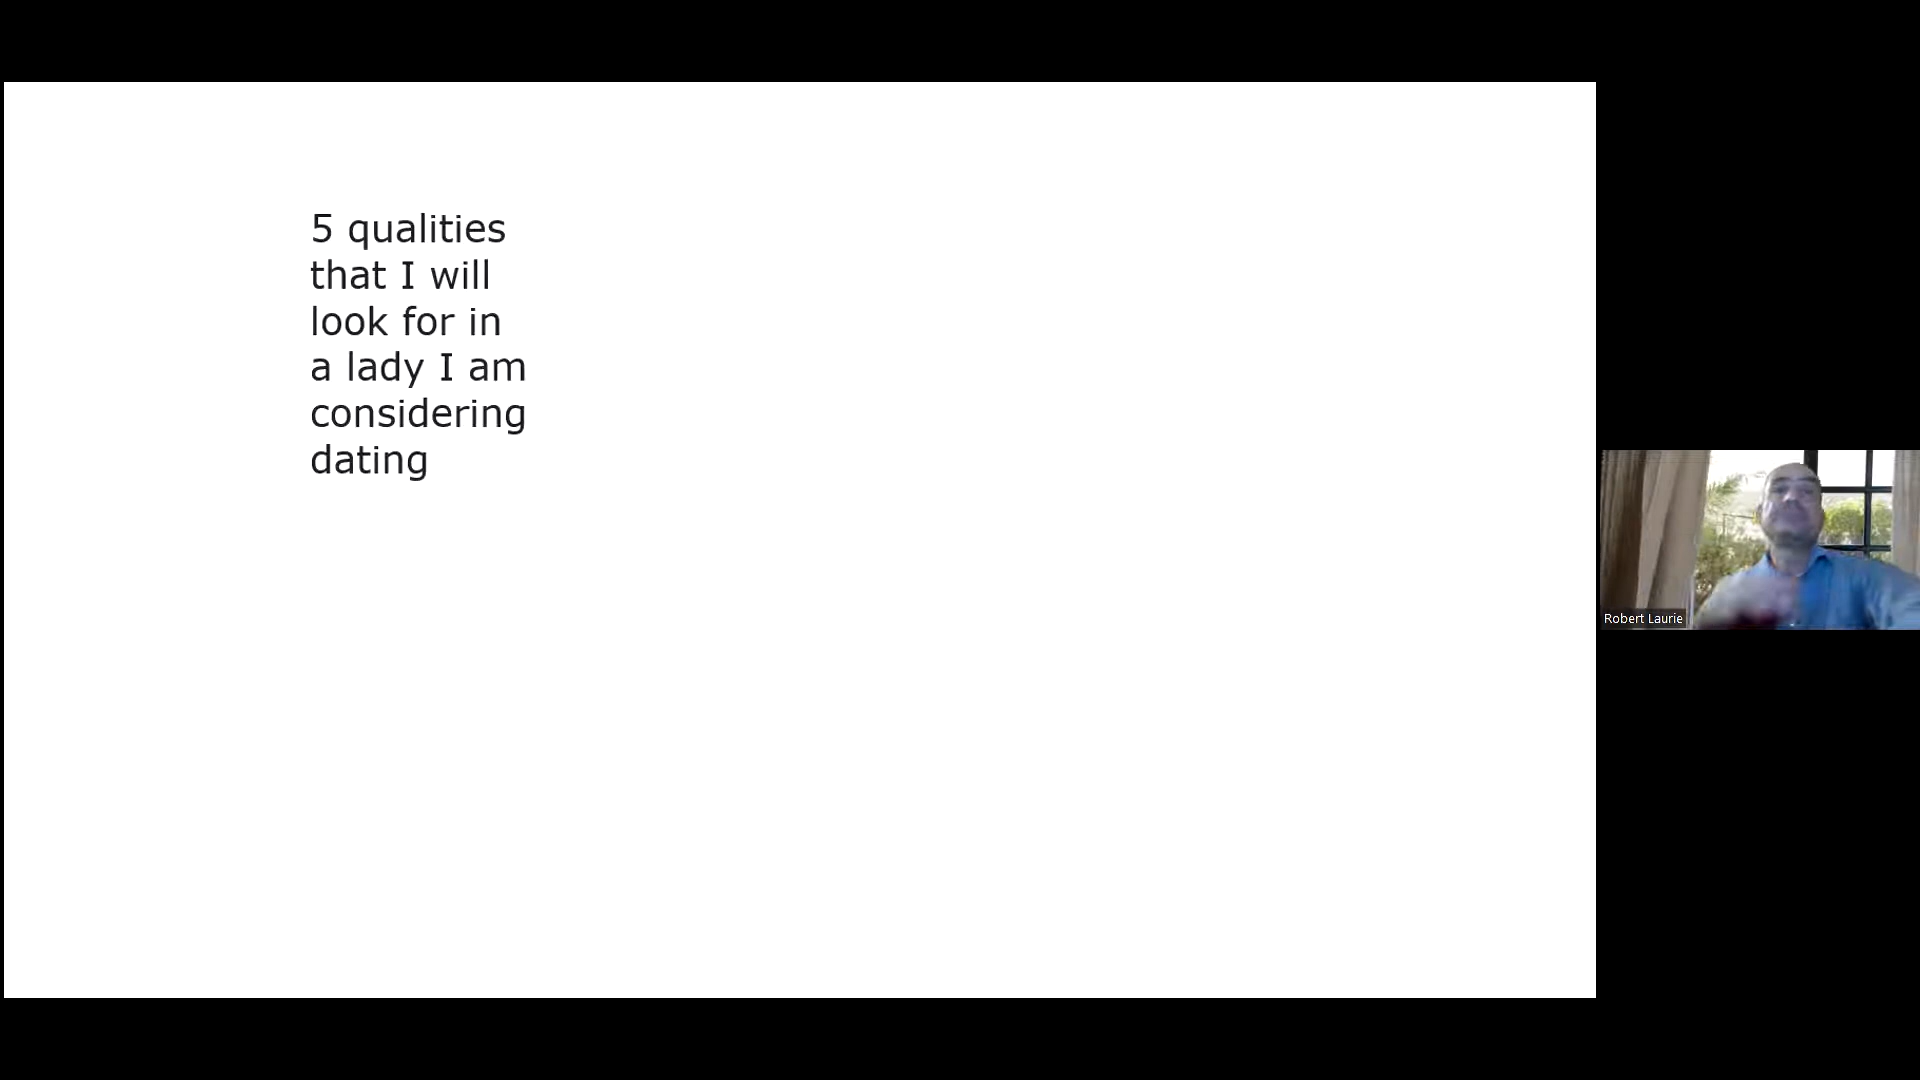 5 qualities
that I will
look for in
a lady I am
considering
dating
Robert Laurie